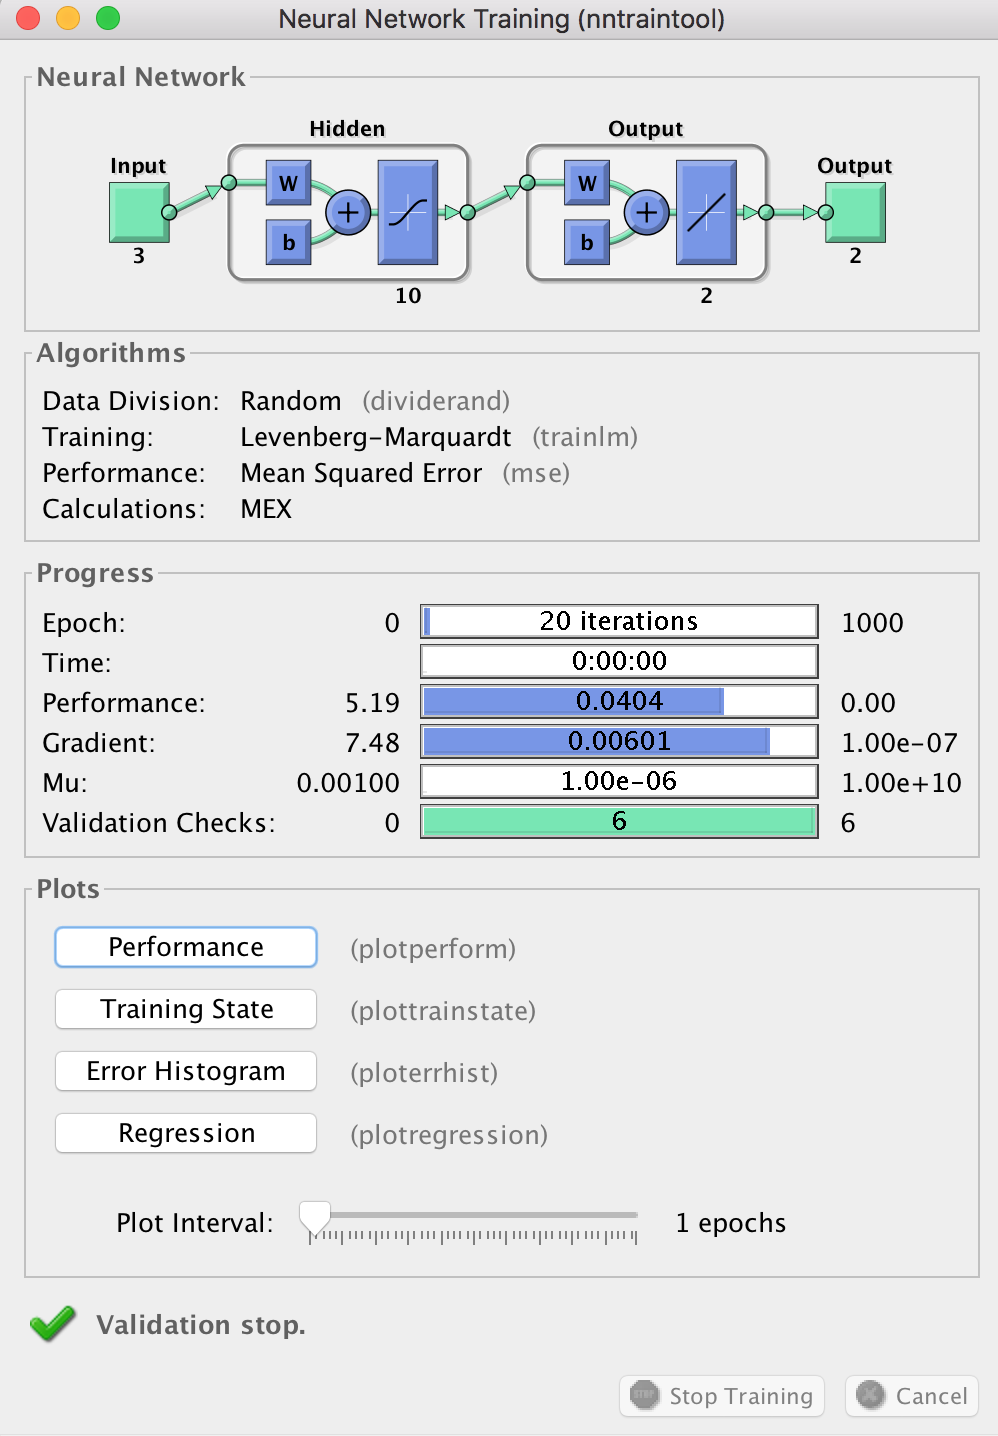 Neural Network Training (nntraintool)
Neural Network
Hidden
Output
Input
Output
W
W
+
+
b
b
3
2
10
2
Algorithms
Data Division: Random (dividerand)
Training: Levenberg-Marquardt (trainlm)
Performance: Mean Squared Error (mse)
Calculations: MEX
Progress
Epoch: 0 20 iterations 1000
Time: 0:00:00
Performance: 5.19 0.0404 0.00
Gradient: 7.48 0.00601 1.00e-07
Mu: 0.00100 1.00e-06 1.00e+10
Validation Checks: 0 6 6
Plots
Performance (plotperform)
Training State (plottrainstate)
Error Histogram (ploterrhist)
Regression (plotregression)
Plot Interval: 1 epochs
Validation stop.
STOP Stop Training Cancel